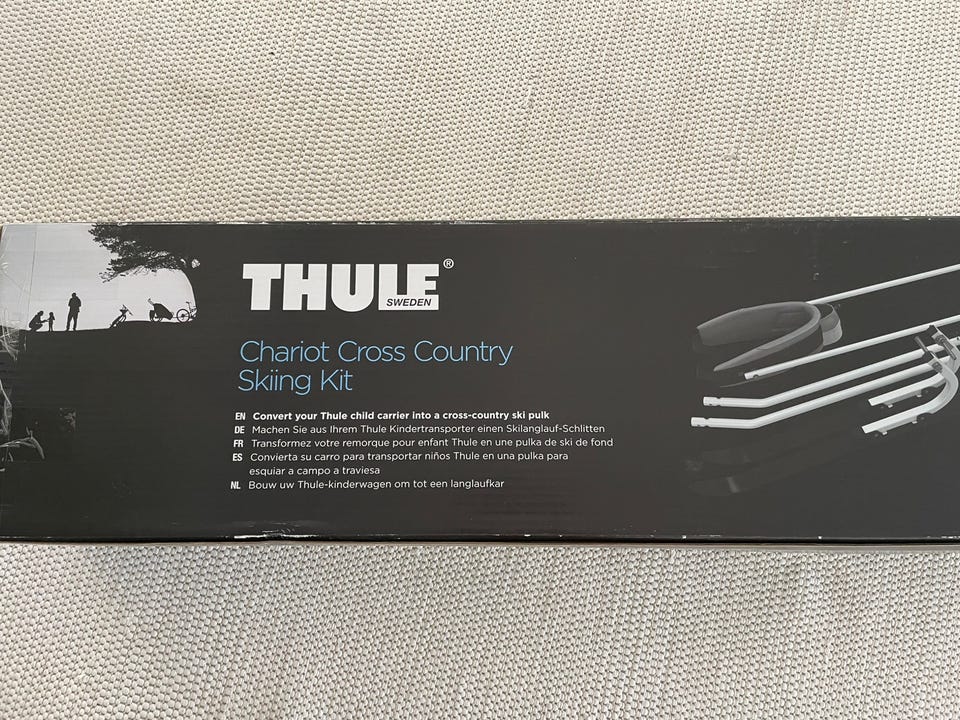 THULE®
SWEDEN
Chariot Cross Country
Skiing Kit
EN Convert your Thule child carrier into a cross-country ski pulk
DE Machen Sie aus Ihrem Thule Kindertransporter einen Skilanglauf-Schlitten
FR Transformez votre remorque pour enfant Thule en une pulka de ski de fond
ES Convierta su carro para transportar niños Thule en una pulka para
esquiar a campo a traviesa
NL Bouw uw Thule-kinderwagen om tot een langlaufkar